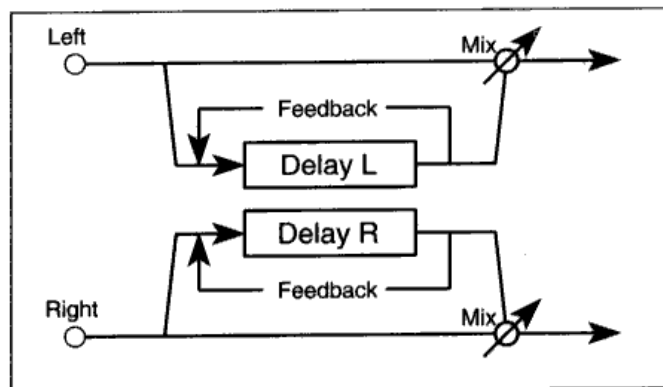 Left
Mix
Feedback
Delay L
Delay R
Feedback
Right
Mix